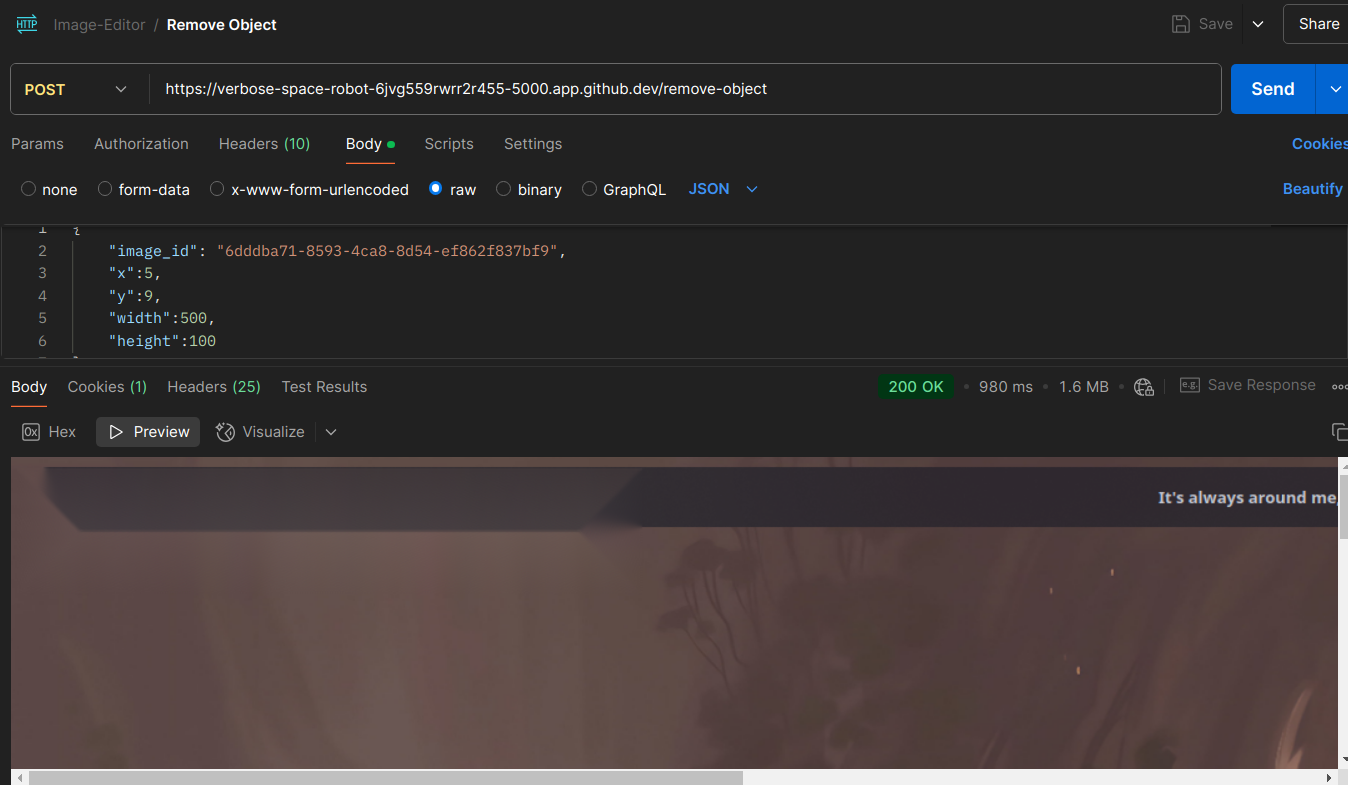 HTTP Image-Editor / Remove Object Save Share
POST https://verbose-space-robot-6jvg559rwrr2r455-5000.app.github.dev/remove-object Send
Params Authorization Headers (10) Body Scripts Settings Cookies
none form-data x-www-form-urlencoded raw binary GraphQL JSON Beautify
1 {
2 "image_id": "6dddba71-8593-4ca8-8d54-ef862f837bf9",
3 "x":5,
4 "y":9,
5 "width":500,
6 "height":100
Body Cookies (1) Headers (25) Test Results 200 OK • 980 ms • 1.6 MB • e.g. Save Response
0x Hex Preview Visualize
It's always around me,